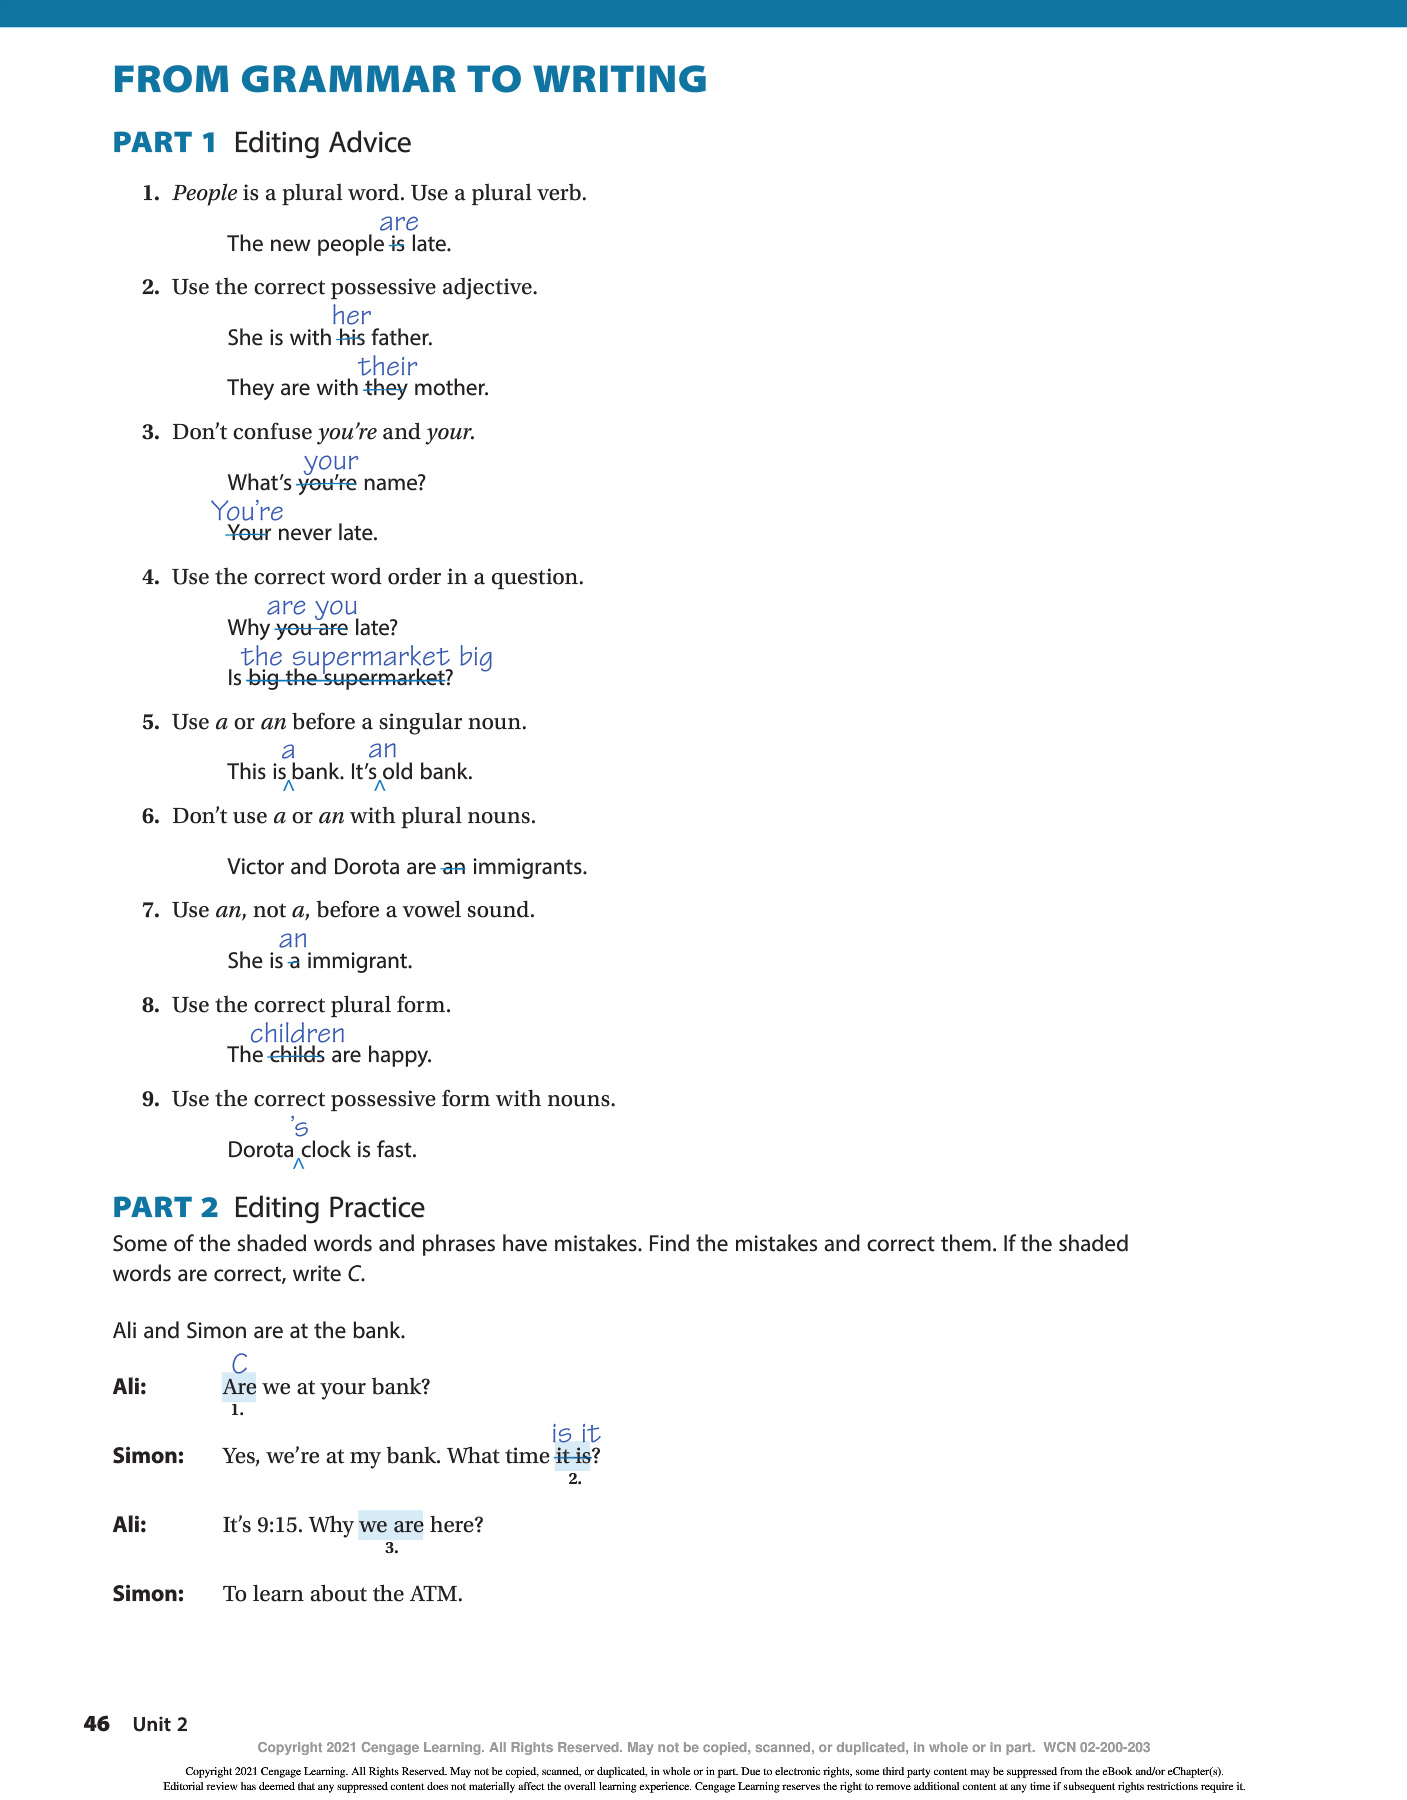 FROM GRAMMAR TO WRITING
PART 1 Editing Advice
1. People is a plural word. Use a plural verb.
are
The new people is late.
2. Use the correct possessive adjective.
her
She is with his father.
their
They are with they mother.
3. Don’t confuse you’re and your.
your
What’s you’re name?
You’re
Your never late.
4. Use the correct word order in a question.
are you
Why you are late?
the supermarket big
Is big the supermarket?
5. Use a or an before a singular noun.
a an
This is bank. It’s old bank.
^ ^
6. Don’t use a or an with plural nouns.
Victor and Dorota are an immigrants.
7. Use an, not a, before a vowel sound.
an
She is a immigrant.
8. Use the correct plural form.
children
The childs are happy.
9. Use the correct possessive form with nouns.
’s
Dorota clock is fast.
^
PART 2 Editing Practice
Some of the shaded words and phrases have mistakes. Find the mistakes and correct them. If the shaded
words are correct, write C.
Ali and Simon are at the bank.
C
Ali: Are we at your bank?
1.
is it
Simon: Yes, we’re at my bank. What time it is?
2.
Ali: It’s 9:15. Why we are here?
3.
Simon: To learn about the ATM.
46 Unit 2
Copyright 2021 Cengage Learning. All Rights Reserved. May not be copied, scanned, or duplicated, in whole or in part. WCN 02-200-203
Copyright 2021 Cengage Learning. All Rights Reserved. May not be copied, scanned, or duplicated, in whole or in part. Due to electronic rights, some third party content may be suppressed from the eBook and/or eChapter(s).
Editorial review has deemed that any suppressed content does not materially affect the overall learning experience. Cengage Learning reserves the right to remove additional content at any time if subsequent rights restrictions require it.